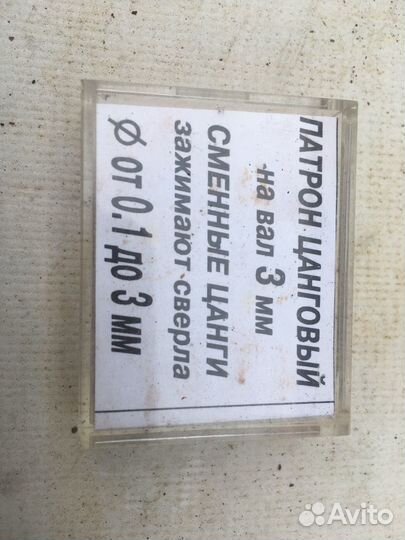 ПАТРОН ЦАНГОВЫЙ
на вал 3 мм
СМЕННЫЕ ЦАНГИ
зажимают сверла
Ø от 0.1 до 3 мм
Avito